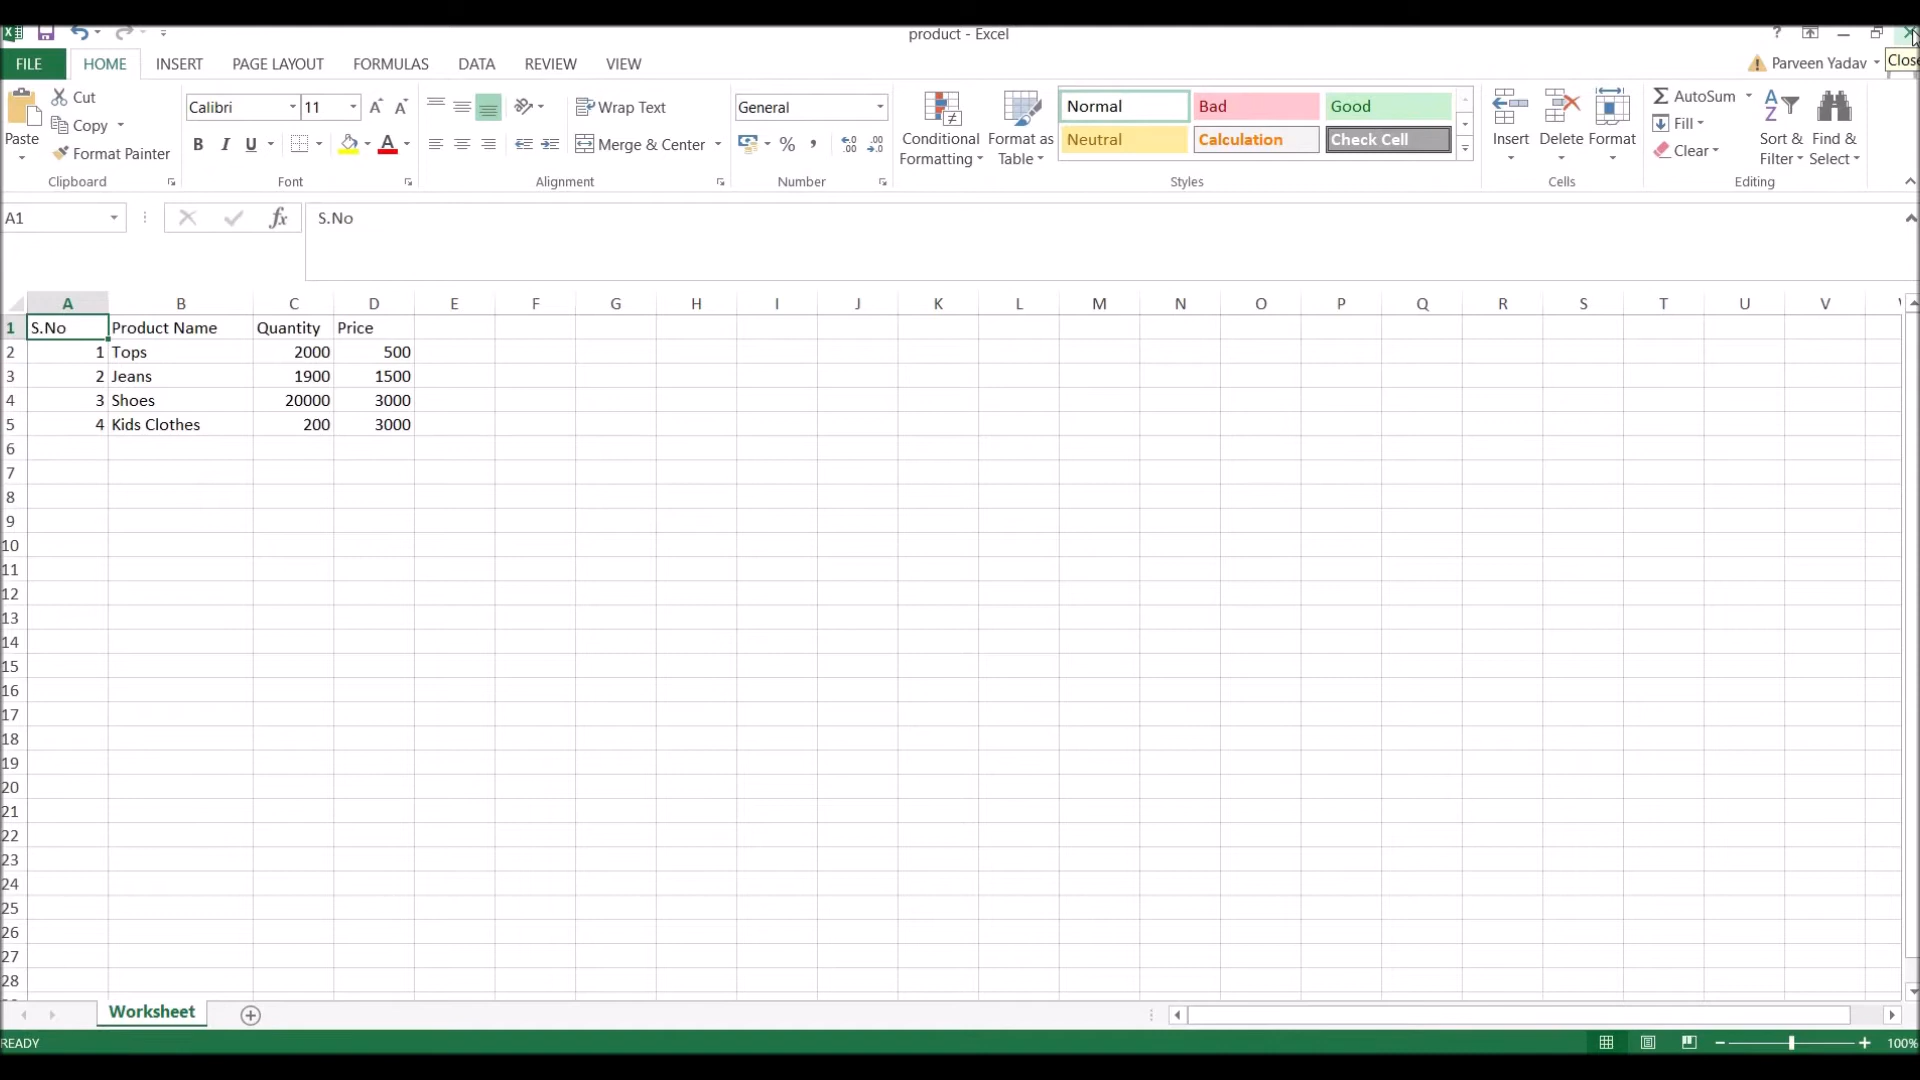 product - Excel
?
Close
FILE HOME INSERT PAGE LAYOUT FORMULAS DATA REVIEW VIEW Parveen Yadav
Paste
Cut
Copy
Format Painter
Clipboard
Calibri 11
B I U
Font
Wrap Text
Merge & Center
Alignment
General
%
Number
Conditional Formatting
Format as Table
Normal Bad Good
Neutral Calculation Check Cell
Styles
Insert Delete Format
Cells
AutoSum
Fill
Clear
Sort & Filter
Find & Select
Editing
A1 fx S.No
A B C D E F G H I J K L M N O P Q R S T U V
1 S.No Product Name Quantity Price
2 1 Tops 2000 500
3 2 Jeans 1900 1500
4 3 Shoes 20000 3000
5 4 Kids Clothes 200 3000
6
7
8
9
10
11
12
13
14
15
16
17
18
19
20
21
22
23
24
25
26
27
28
Worksheet
READY 100%